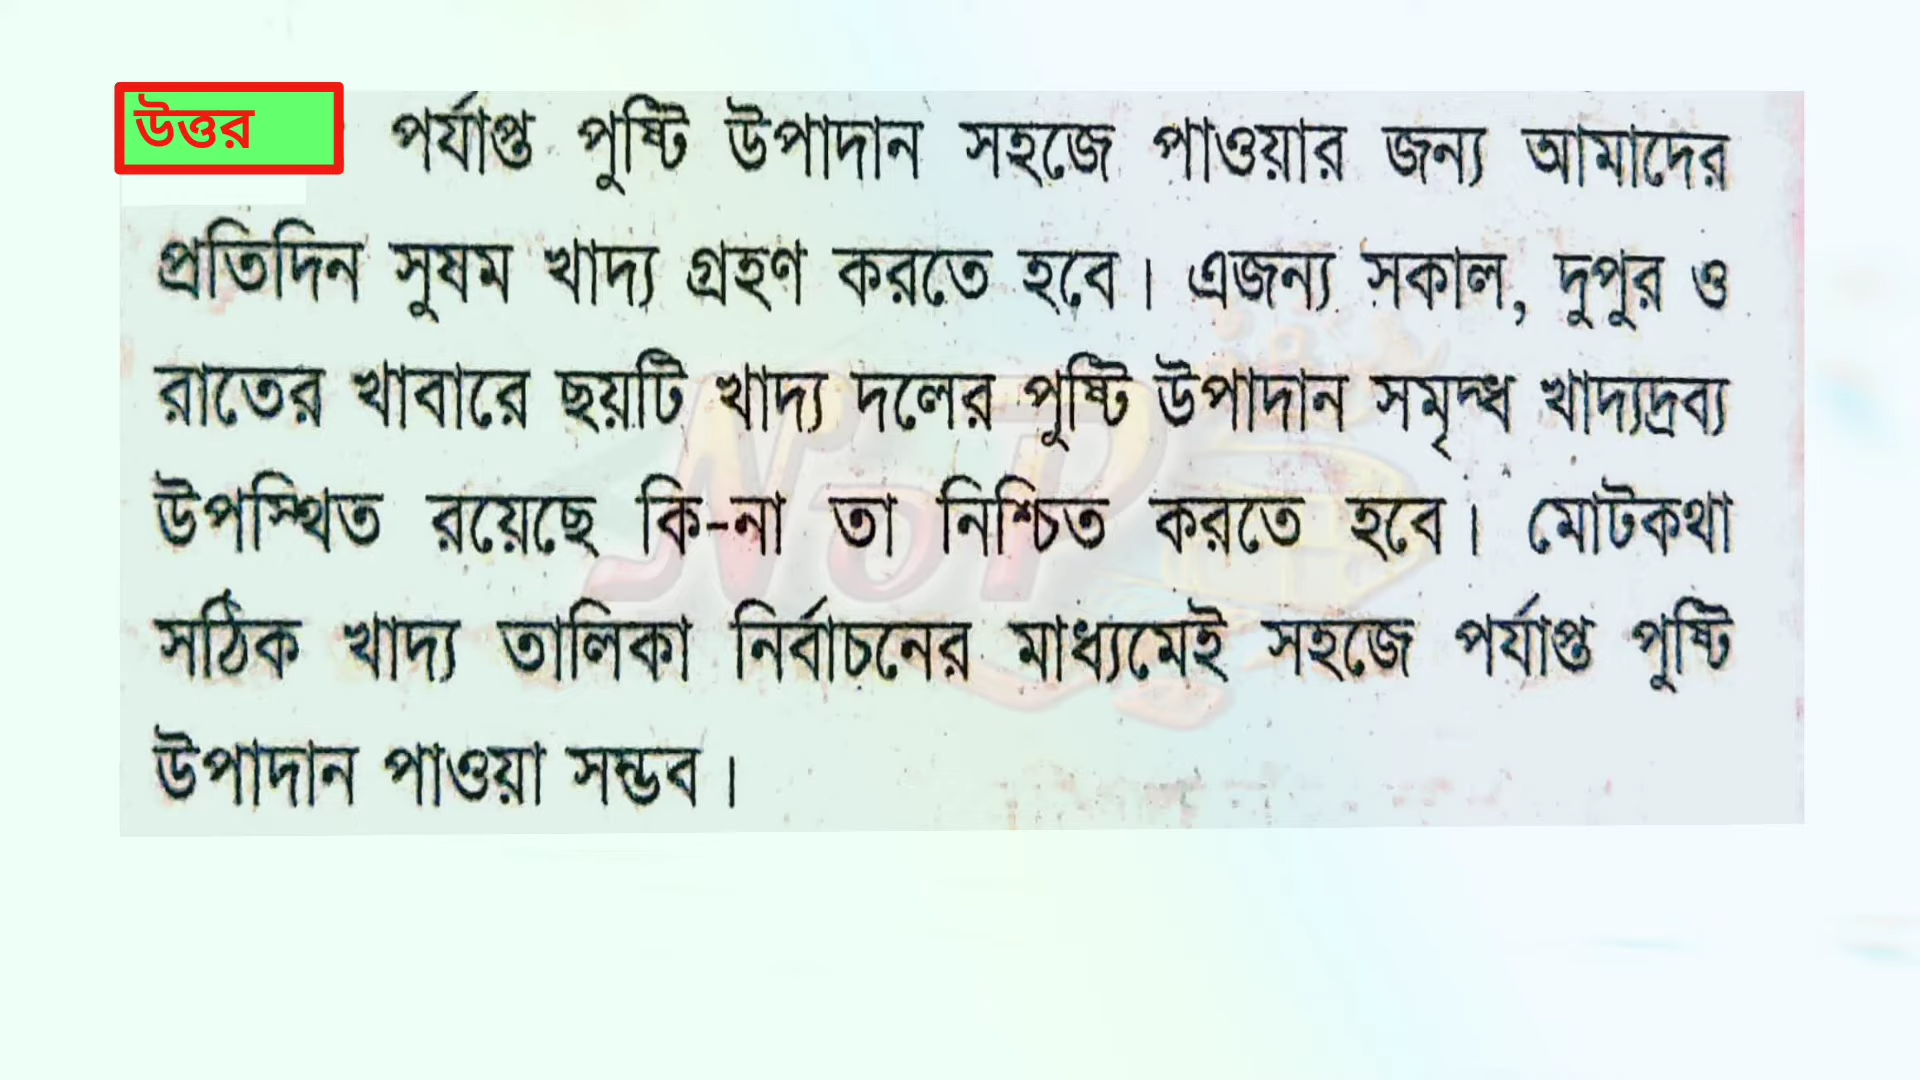 উত্তর পর্যাপ্ত পুষ্টি উপাদান সহজে পাওয়ার জন্য আমাদের
প্রতিদিন সুষম খাদ্য গ্রহণ করতে হবে। এজন্য সকাল, দুপুর ও
রাতের খাবারে ছয়টি খাদ্য দলের পুষ্টি উপাদান সমৃদ্ধ খাদ্যদ্রব্য
উপস্থিত রয়েছে কি-না তা নিশ্চিত করতে হবে। মোটকথা
সঠিক খাদ্য তালিকা নির্বাচনের মাধ্যমেই সহজে পর্যাপ্ত পুষ্টি
উপাদান পাওয়া সম্ভব।